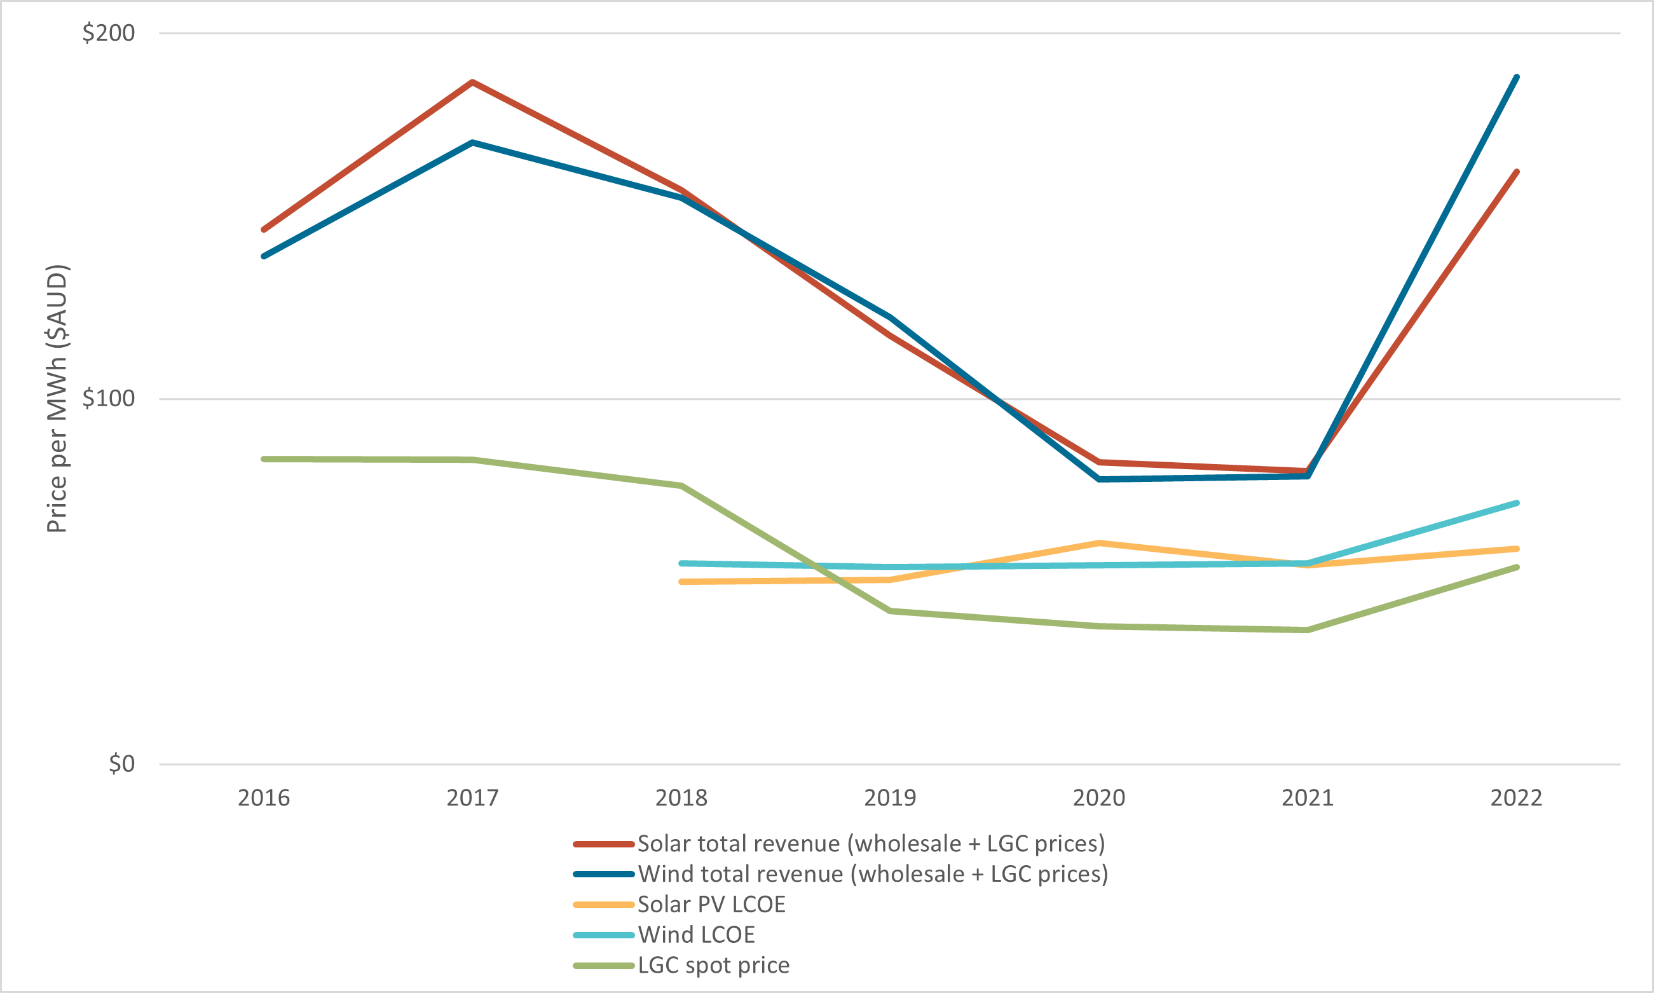 $200
$100
$0
Price per MWh ($AUD)
2016 2017 2018 2019 2020 2021 2022
Solar total revenue (wholesale + LGC prices)
Wind total revenue (wholesale + LGC prices)
Solar PV LCOE
Wind LCOE
LGC spot price